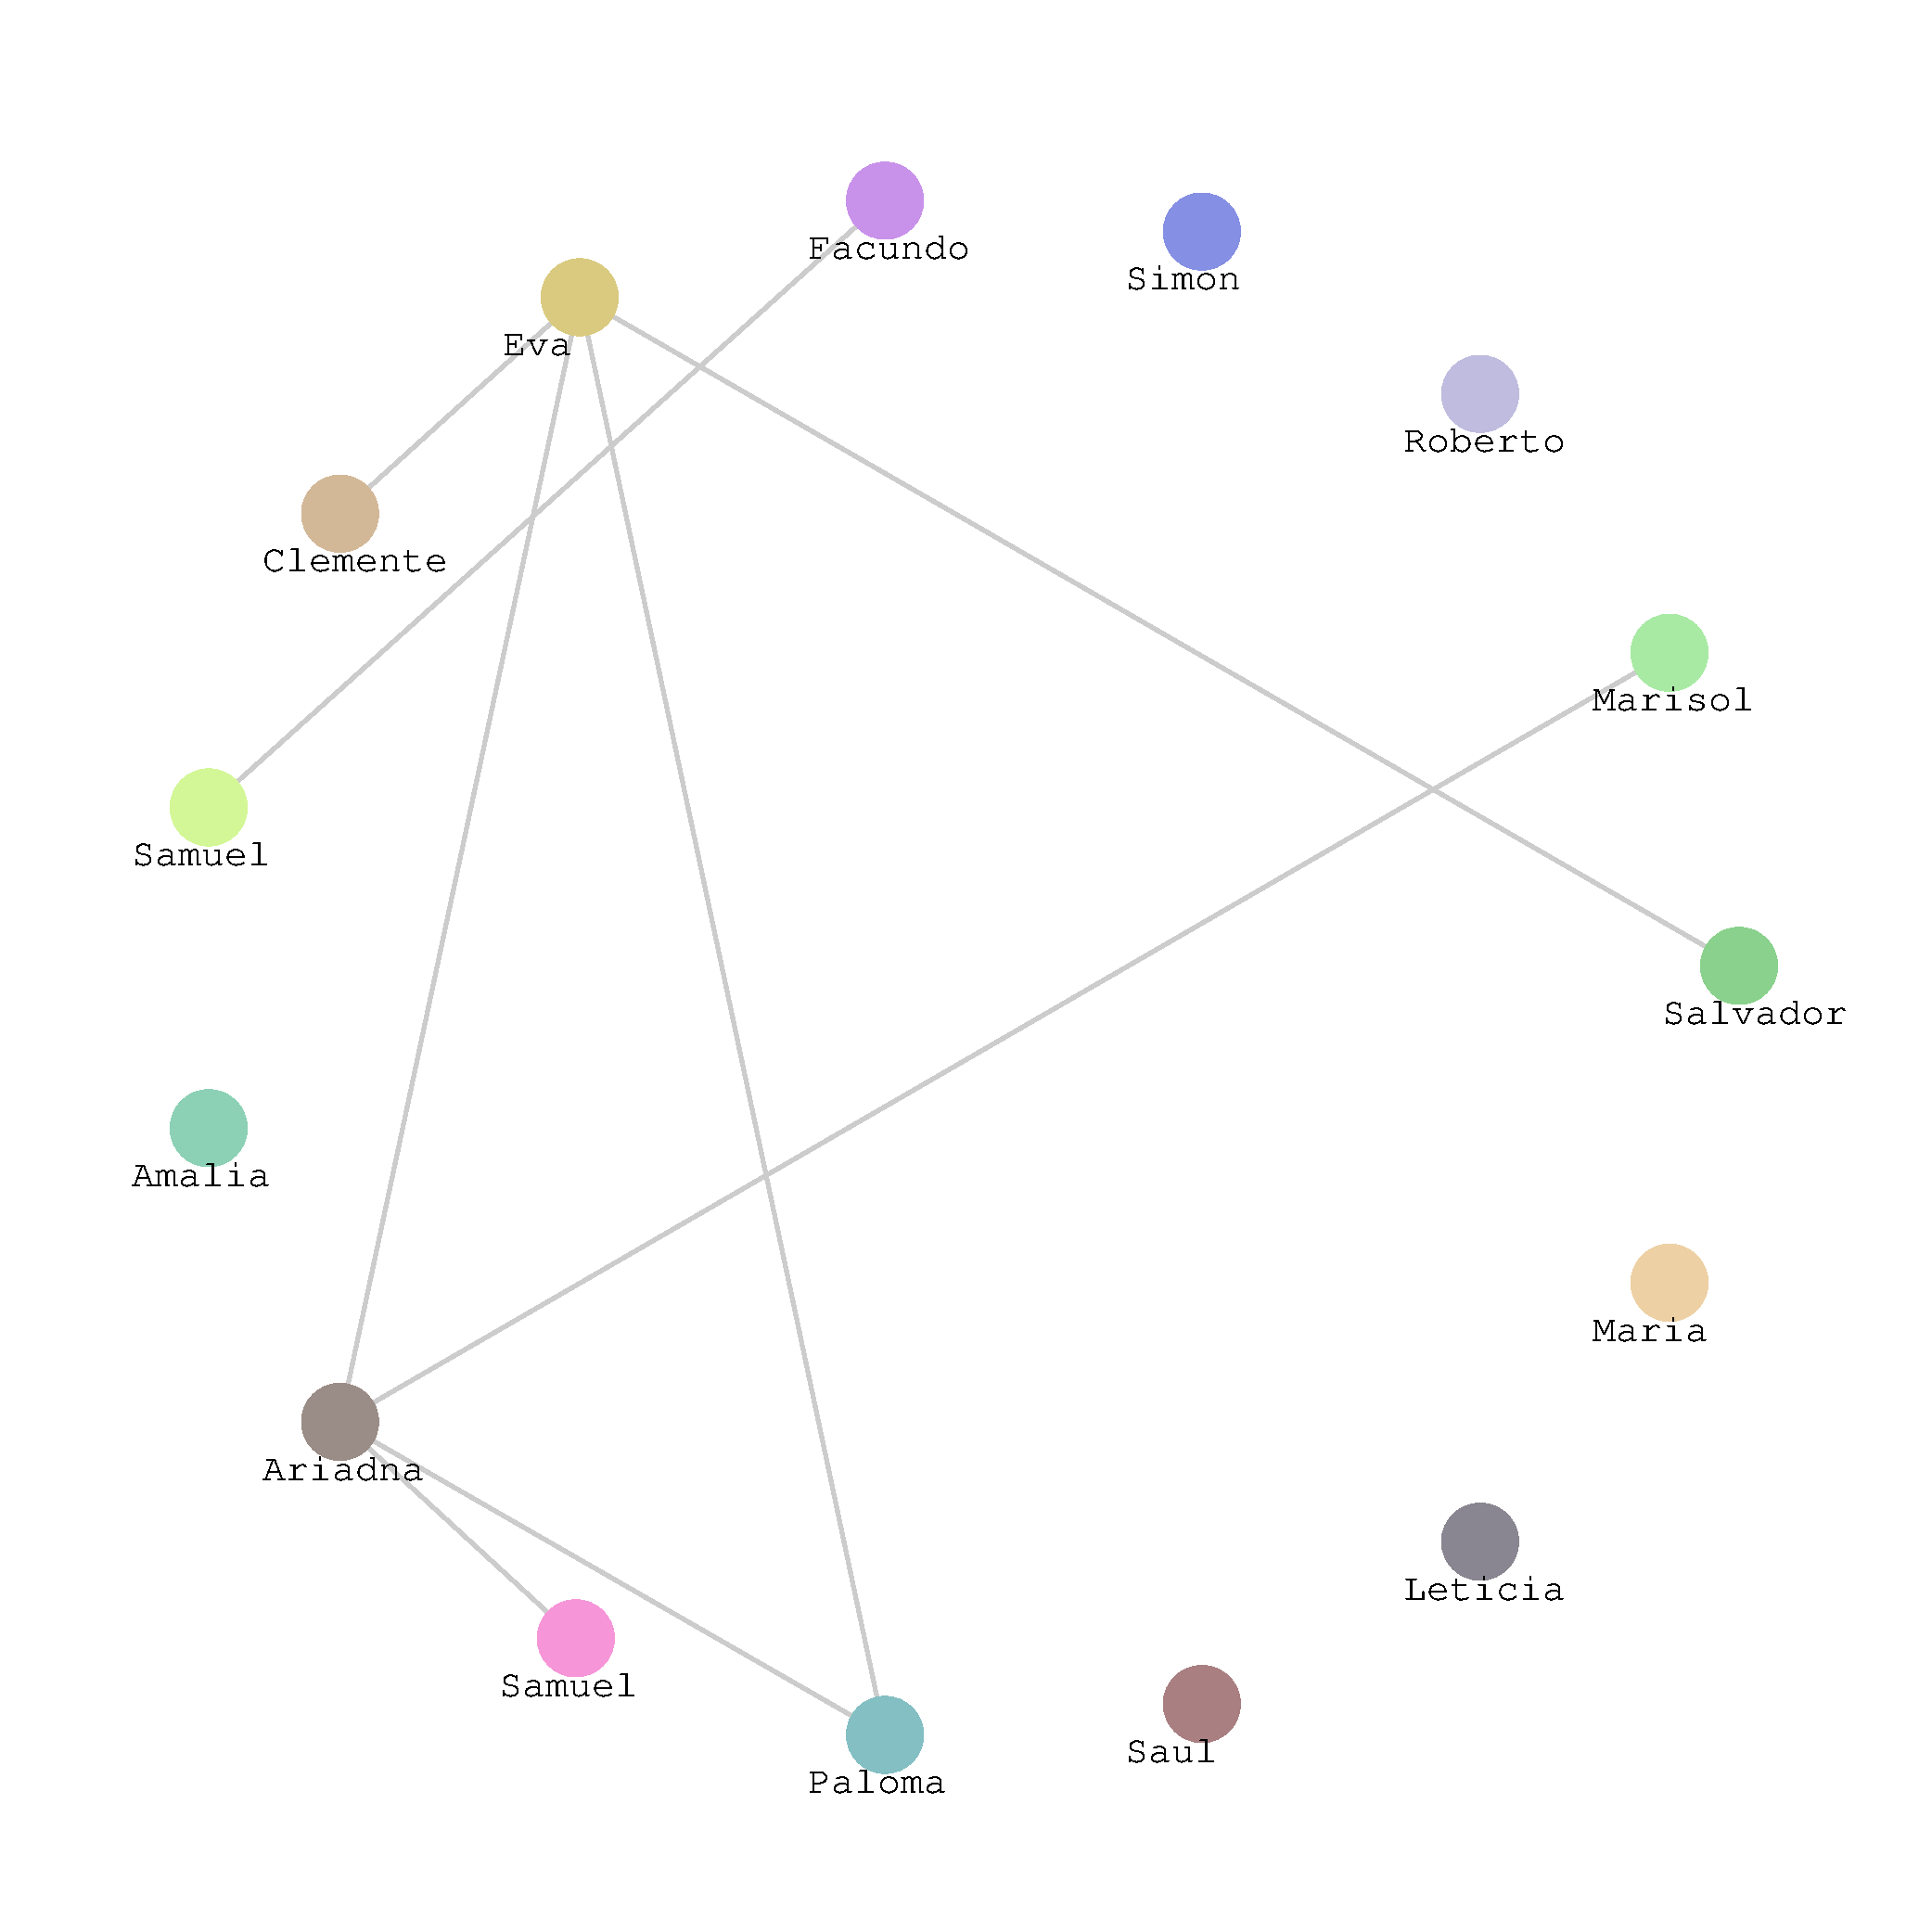 Facundo
Simon
Eva
Roberto
Clemente
Marisol
Samuel
Salvador
Amalia
Maria
Ariadna
Leticia
Samuel
Saul
Paloma